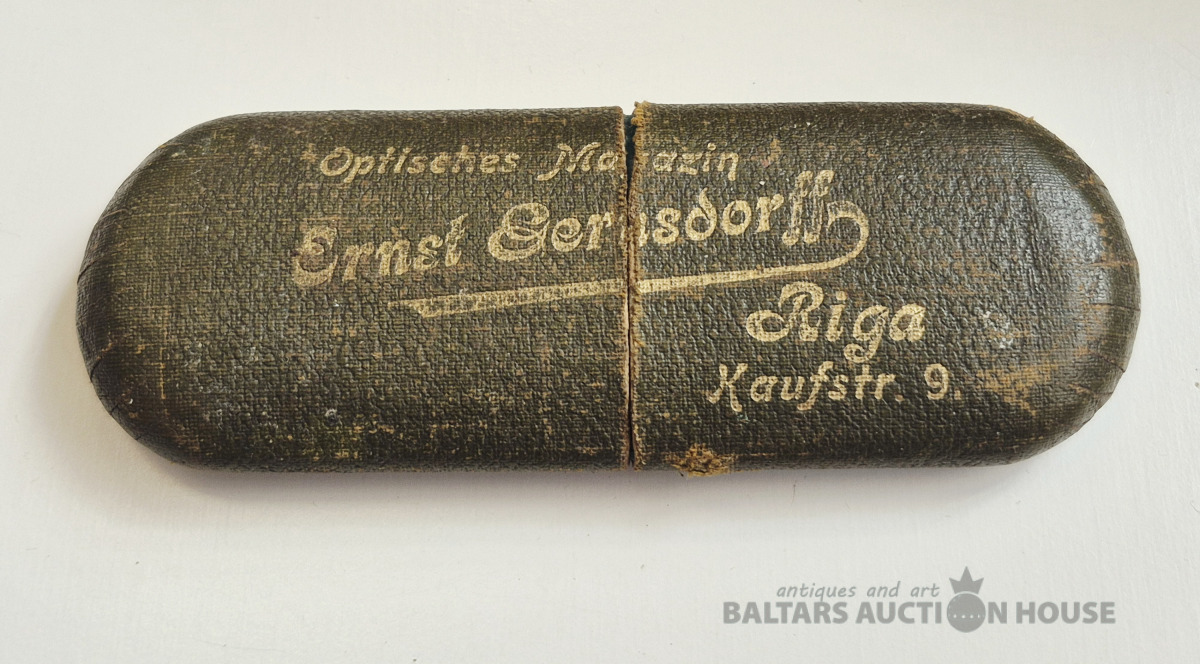 Optisches Magazin
Ernst Gernsdorff
Riga
Kaufstr. 9.
antiques and art
BALTARS AUCTION HOUSE